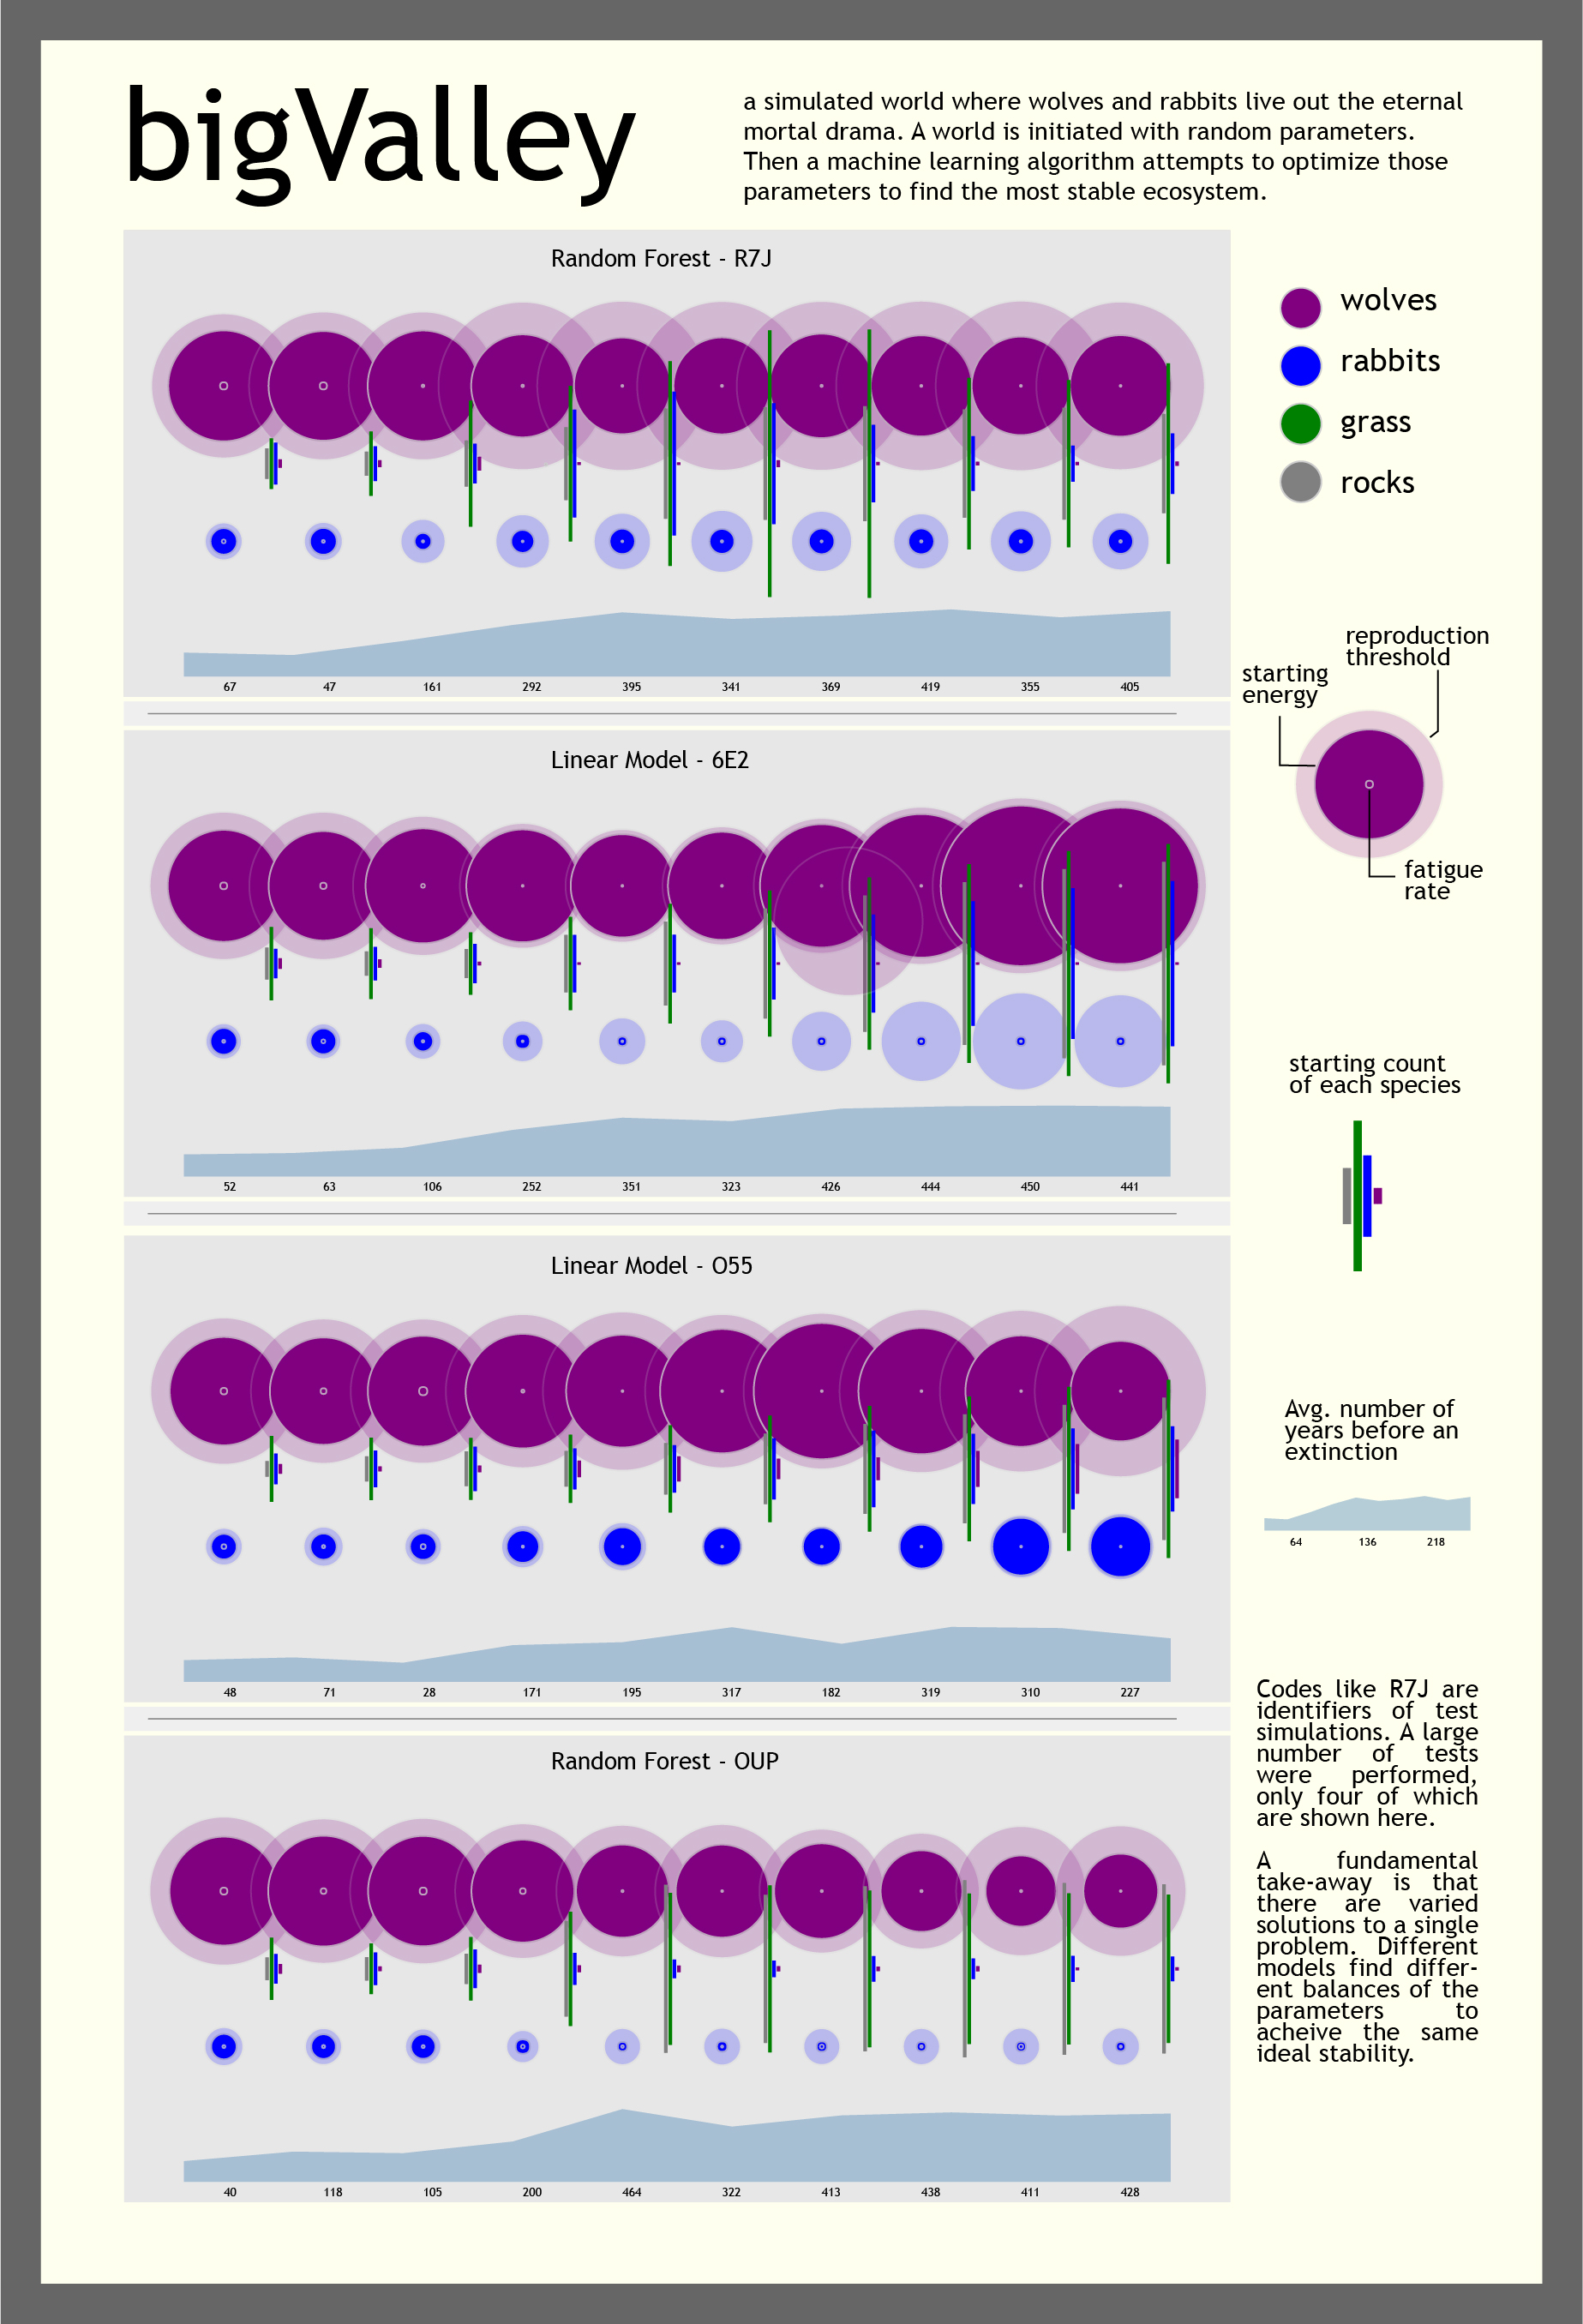 bigValley
a simulated world where wolves and rabbits live out the eternal
mortal drama. A world is initiated with random parameters.
Then a machine learning algorithm attempts to optimize those
parameters to find the most stable ecosystem.
Random Forest - R7J
67 47 161 292 395 341 369 419 355 405
Linear Model - 6E2
52 63 106 252 351 323 426 444 450 441
Linear Model - O55
48 71 28 171 195 317 182 319 310 227
Random Forest - OUP
40 118 105 200 464 322 413 438 411 428
wolves
rabbits
grass
rocks
reproduction
threshold
starting
energy
fatigue
rate
starting count
of each species
Avg. number of
years before an
extinction
64 136 218
Codes like R7J are
identifiers of test
simulations. A large
number of tests
were performed,
only four of which
are shown here.
A fundamental
take-away is that
there are varied
solutions to a single
problem. Different
models find differ-
ent balances of the
parameters to
acheive the same
ideal stability.